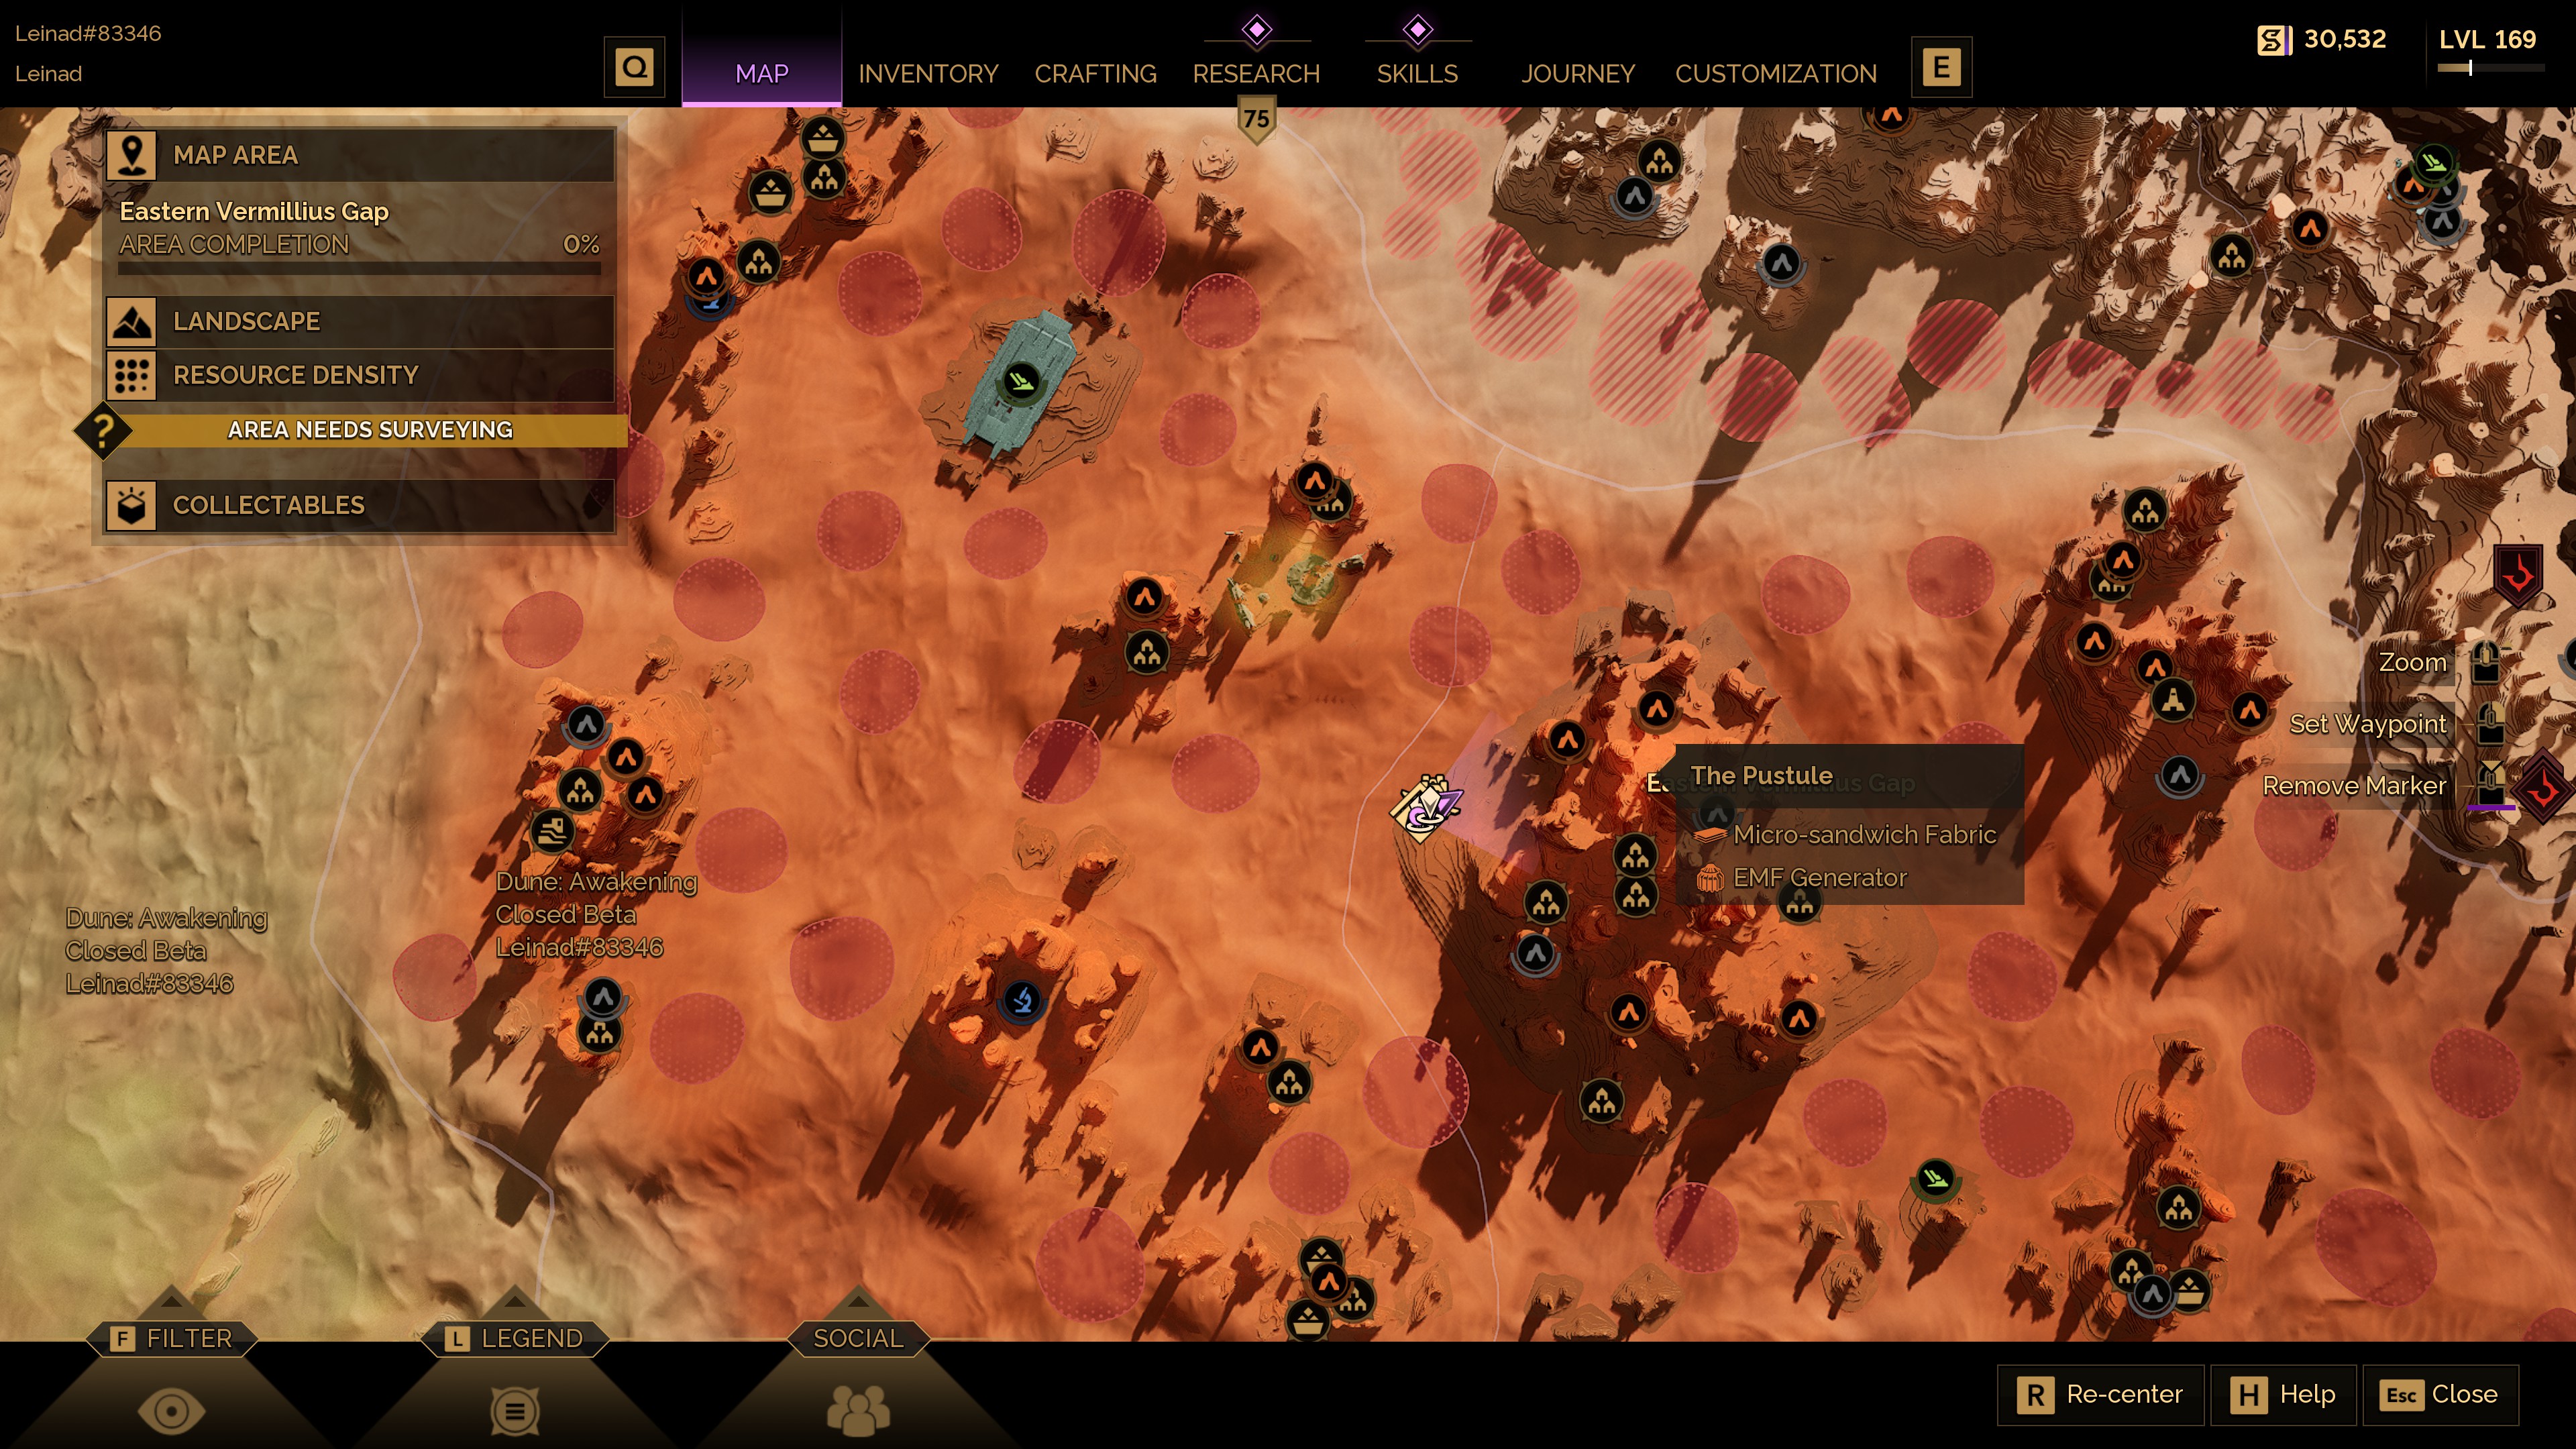 Leinad#83346
Leinad
Q
MAP
INVENTORY
CRAFTING
RESEARCH
SKILLS
JOURNEY
CUSTOMIZATION
E
30,532
LVL 169
75
MAP AREA
Eastern Vermillius Gap
AREA COMPLETION
0%
LANDSCAPE
RESOURCE DENSITY
? AREA NEEDS SURVEYING
COLLECTABLES
Zoom
Set Waypoint
Remove Marker
Eastern Vermillius Gap
The Pustule
Micro-sandwich Fabric
EMF Generator
Dune: Awakening
Closed Beta
Leinad#83346
Dune: Awakening
Closed Beta
Leinad#83346
F FILTER
L LEGEND
SOCIAL
R Re-center
H Help
Esc Close